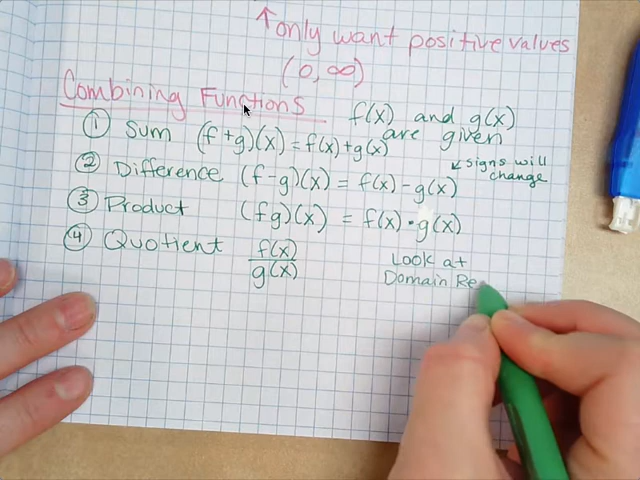 ↑ only want positive values
(0, ∞)
Combining Functions
f(x) and g(x)
are given
① Sum (f+g)(x) = f(x)+g(x)
② Difference (f-g)(x) = f(x)-g(x)
↙ signs will
change
③ Product (fg)(x) = f(x)·g(x)
④ Quotient f(x)
g(x)
Look at
Domain Re